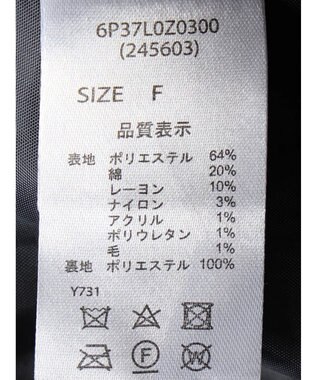 6P37L0Z0300
(245603)
SIZE F
品質表示
表地 ポリエステル 64%
綿 20%
レーヨン 10%
ナイロン 3%
アクリル 1%
ポリウレタン 1%
毛 1%
裏地 ポリエステル 100%
Y731
F
W